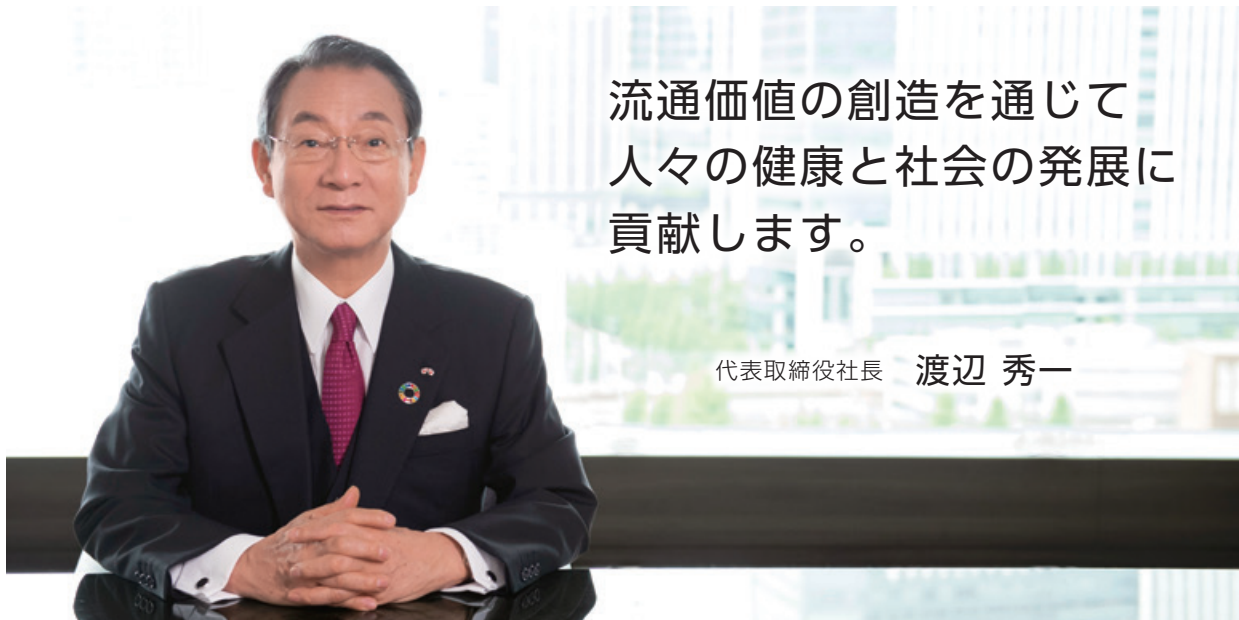 流通価値の創造を通じて
人々の健康と社会の発展に
貢献します。
代表取締役社長 渡辺 秀一